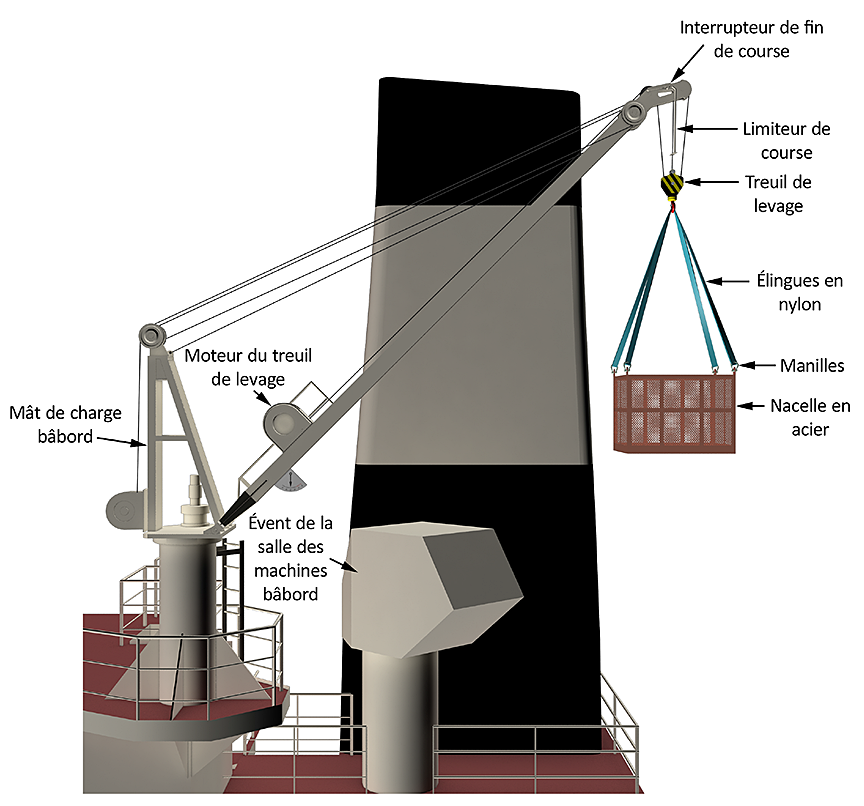 Interrupteur de fin
de course
Limiteur de
course
Treuil de
levage
Élingues en
nylon
Moteur du treuil
de levage
Manilles
Mât de charge
bâbord
Nacelle en
acier
Évent de la
salle des
machines
bâbord